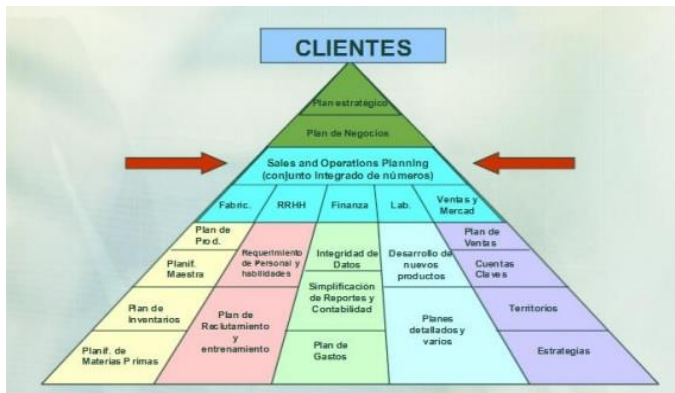 CLIENTES
Plan estratégico
Plan de Negocios
Sales and Operations Planning
(conjunto Integrado de números)
Fabric.
RRHH
Finanza
Lab.
Ventas y
Mercad
Plan de
Prod.
Planif.
Maestra
Plan de
Inventarios
Planif. de
Materias Primas
Requerimiento
de Personal y
habilidades
Plan de
Reclutamiento
y
entrenamiento
Integridad de
Datos
Simplificación
de Reportes y
Contabilidad
Plan de
Gastos
Desarrollo de
nuevos
productos
Planes
detallados y
varios
Plan de
Ventas
Cuentas
Claves
Territorios
Estrategias